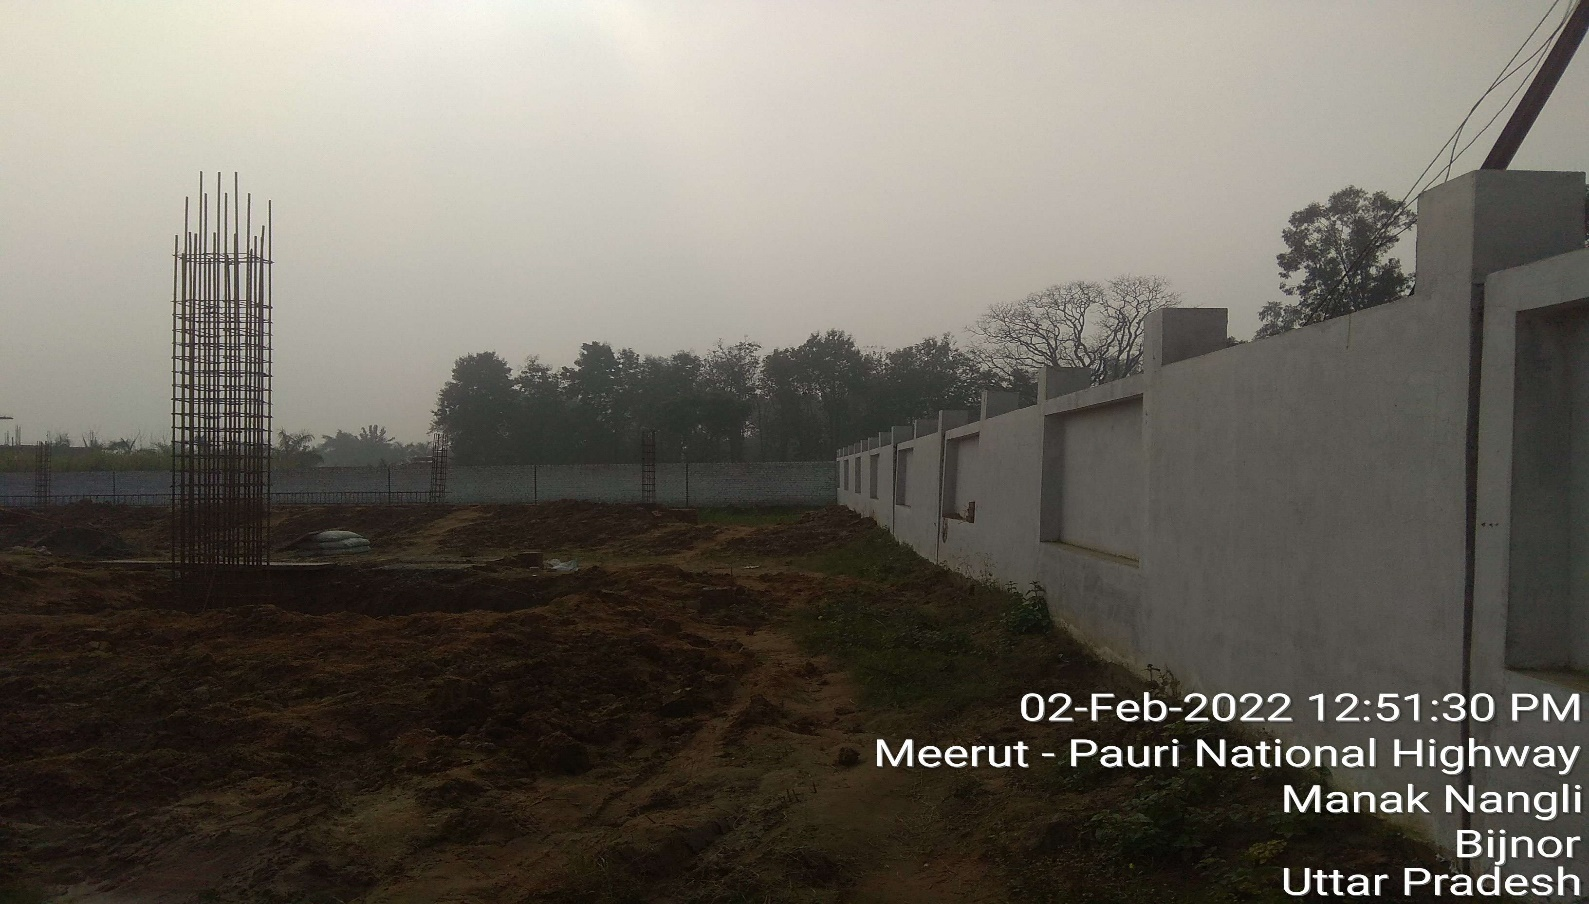 02-Feb-2022 12:51:30 PM
Meerut - Pauri National Highway
Manak Nangli
Bijnor
Uttar Pradesh